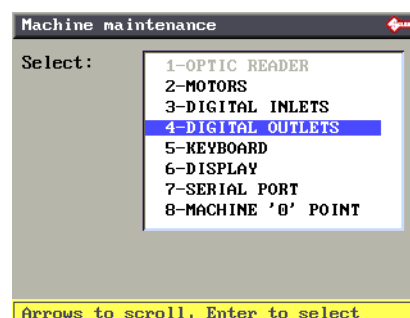 Machine maintenance
Select:
1-OPTIC READER
2-MOTORS
3-DIGITAL INLETS
4-DIGITAL OUTLETS
5-KEYBOARD
6-DISPLAY
7-SERIAL PORT
8-MACHINE '0' POINT
Arrows to scroll, Enter to select